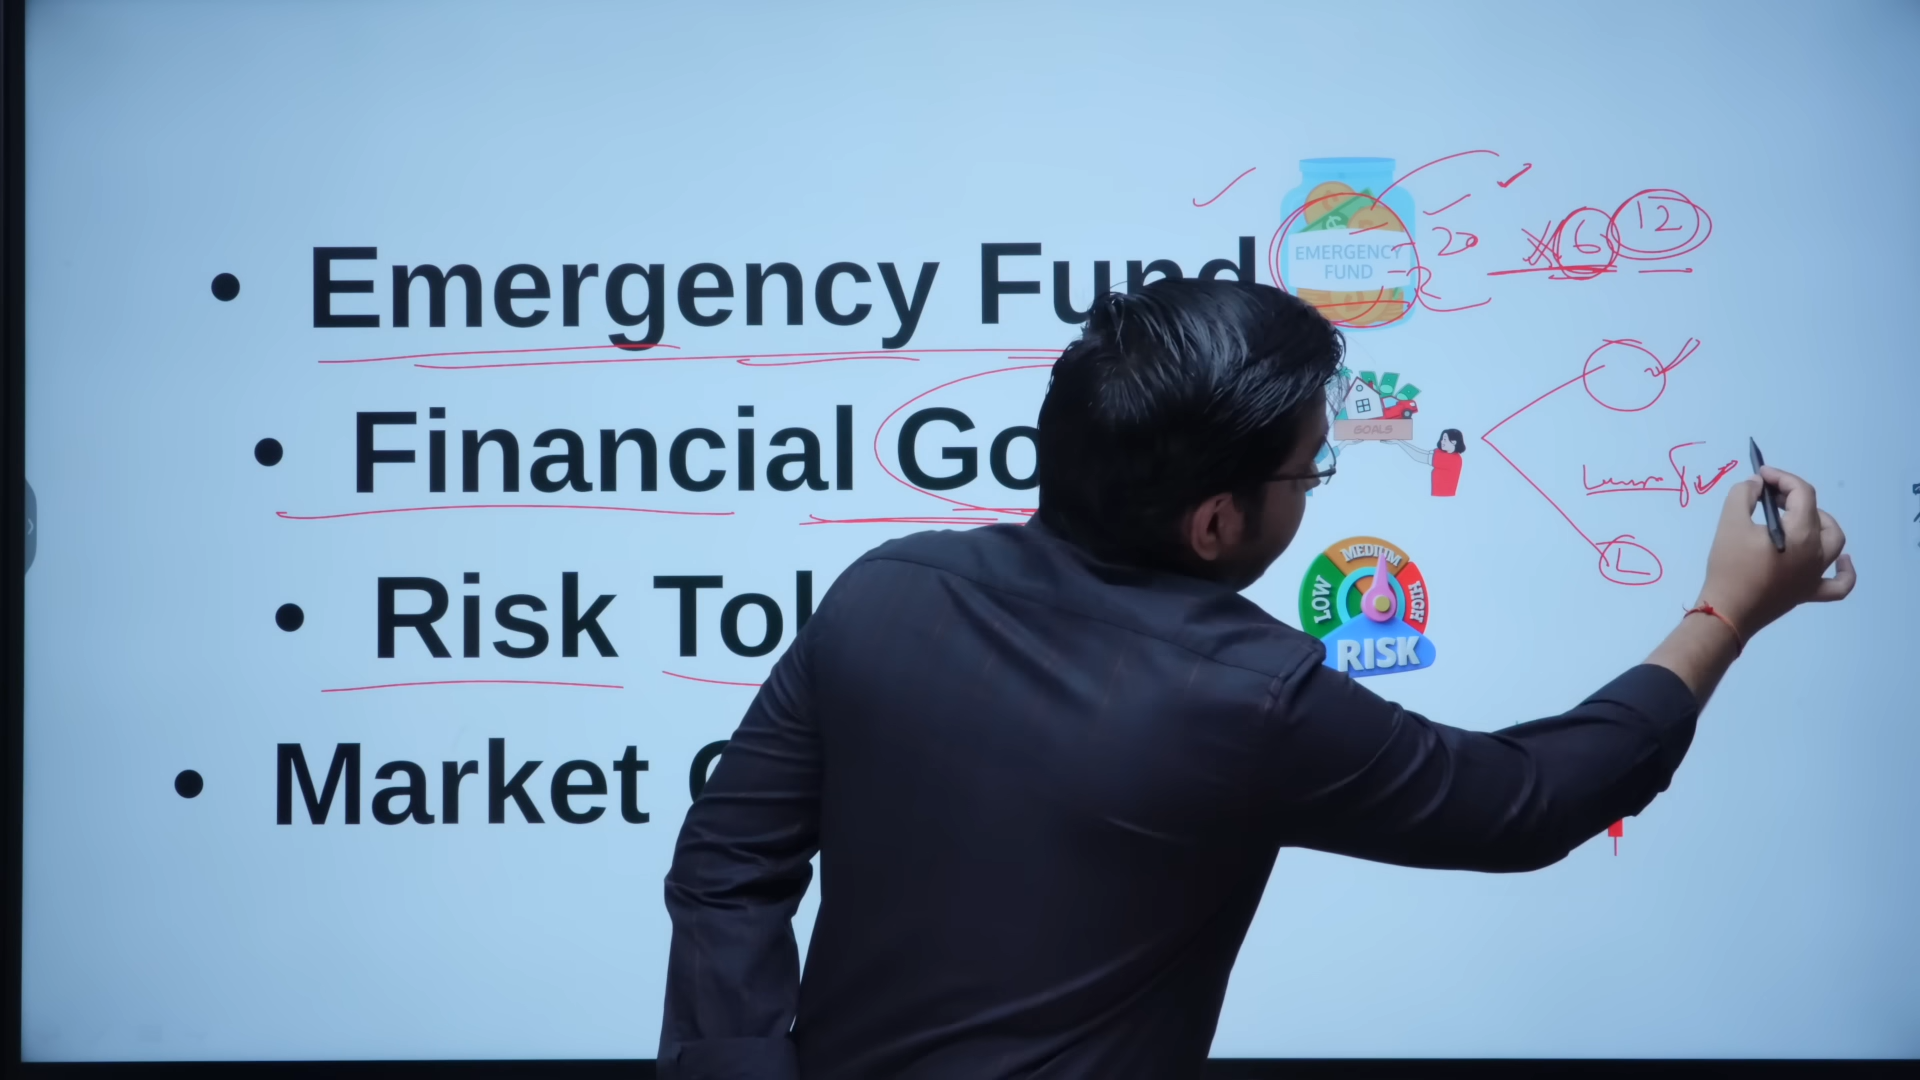 • Emergency Fund
EMERGENCY
FUND
20
X 6 12
• Financial Go
GOALS
L
• Risk Tol
LOW MEDIUM HIGH
RISK
• Market